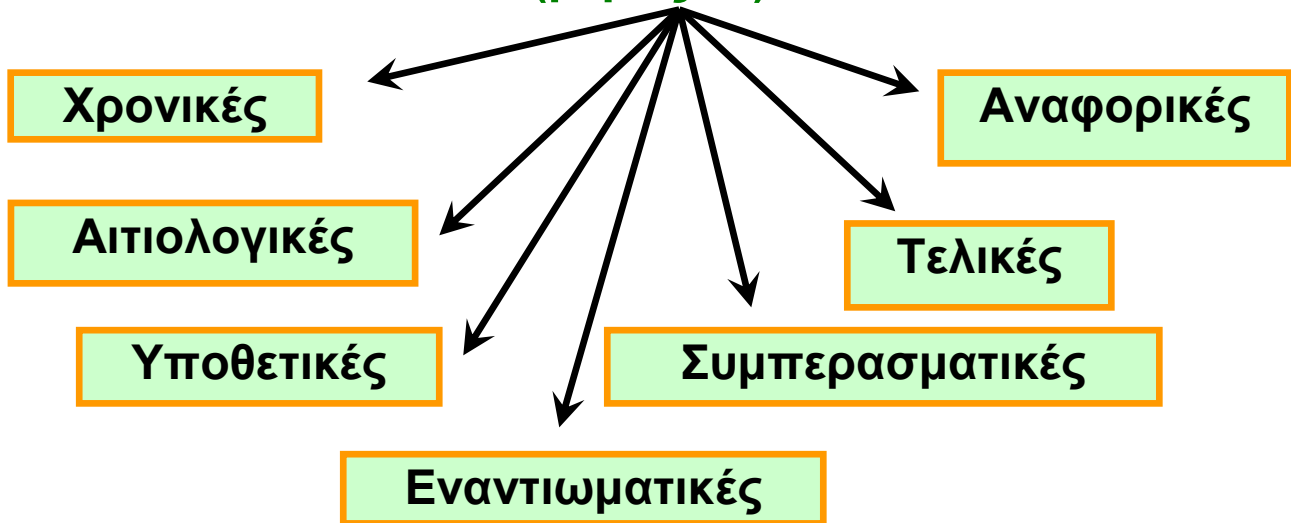 Χρονικές
Αναφορικές
Αιτιολογικές
Τελικές
Υποθετικές
Συμπερασματικές
Εναντιωματικές